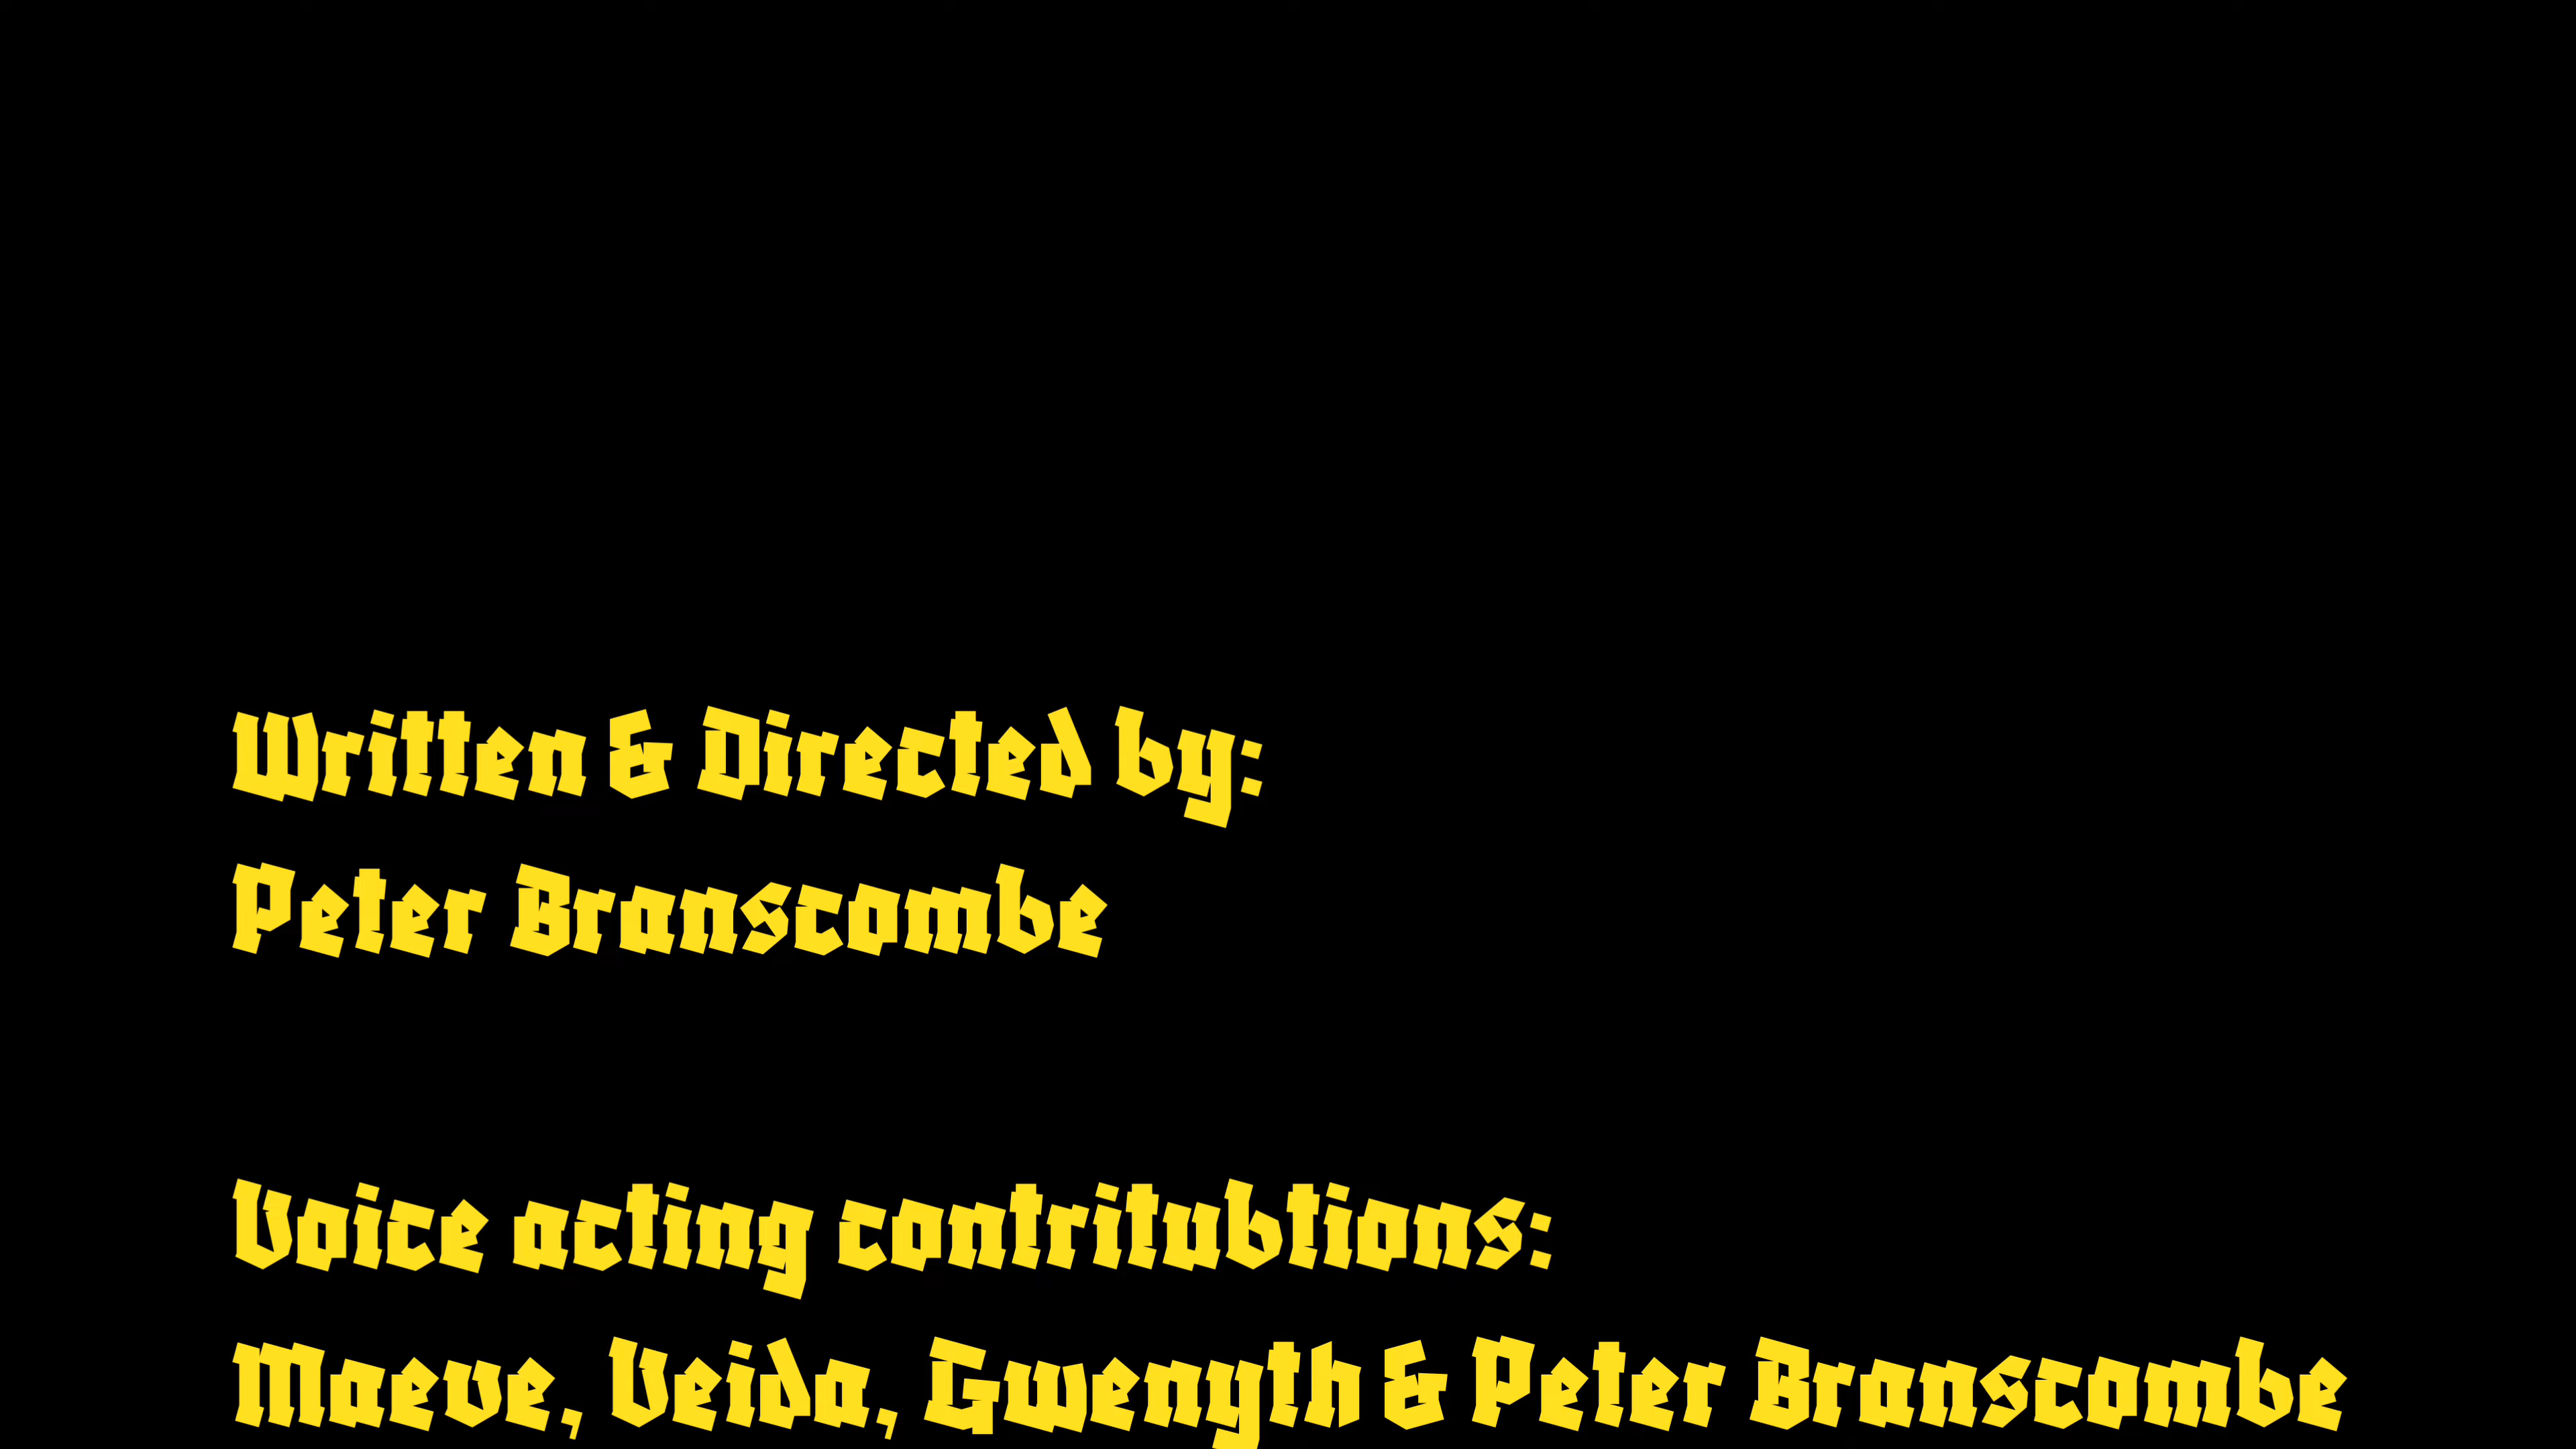 Written & Directed by:
Peter Branscombe
Voice acting contritubtions:
Maeve, Veida, Gwenyth & Peter Branscombe